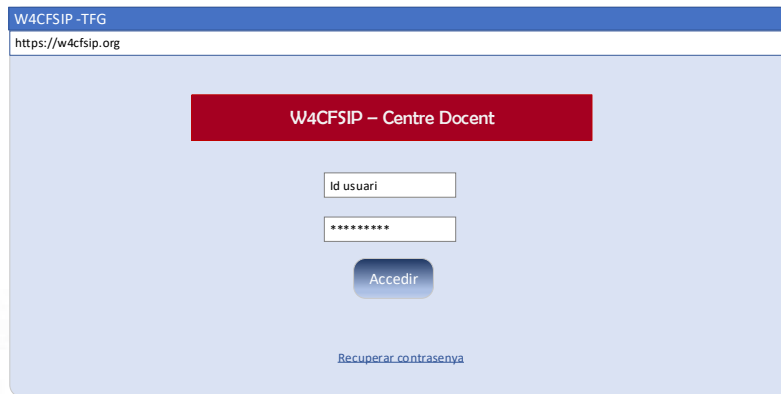 W4CFSIP -TFG
https://w4cfsip.org
W4CFSIP – Centre Docent
Id usuari
*********
Accedir
Recuperar contrasenya